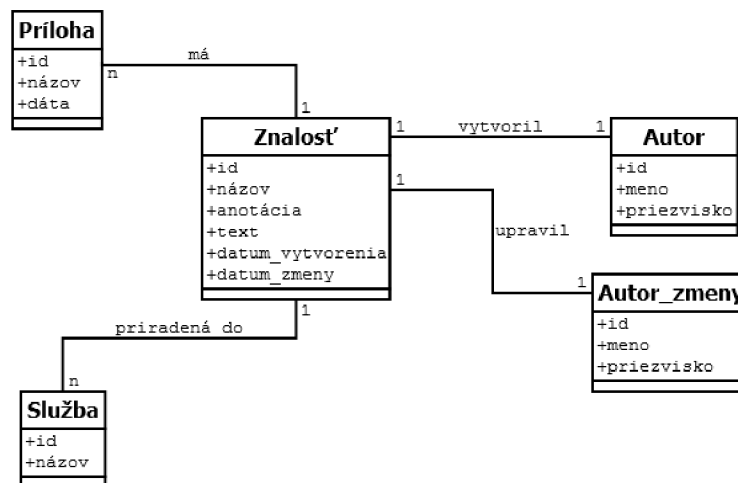 Príloha
+id
+názov
+dáta
má
n
1
Znalosť
+id
+názov
+anotácia
+text
+datum_vytvorenia
+datum_zmeny
1
vytvoril
1
Autor
+id
+meno
+priezvisko
1
upravil
1
Autor_zmeny
+id
+meno
+priezvisko
1
priradená do
n
Služba
+id
+názov